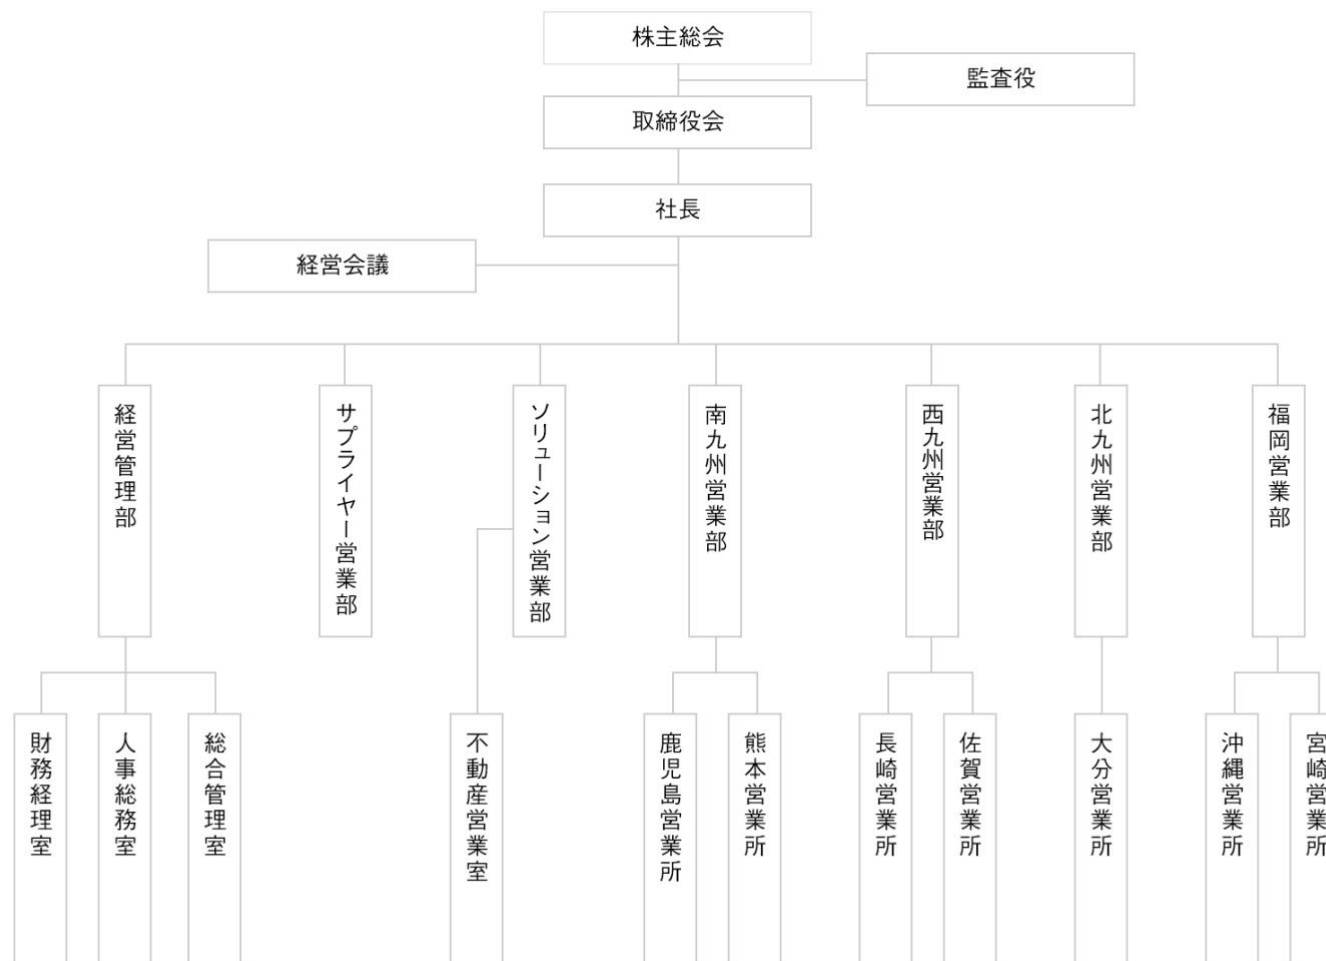 株主総会
監査役
取締役会
社長
経営会議
経営管理部
サプライヤー営業部
ソリューション営業部
南九州営業部
西九州営業部
北九州営業部
福岡営業部
財務経理室
人事総務室
総合管理室
不動産営業室
鹿児島営業所
熊本営業所
長崎営業所
佐賀営業所
大分営業所
沖縄営業所
宮崎営業所